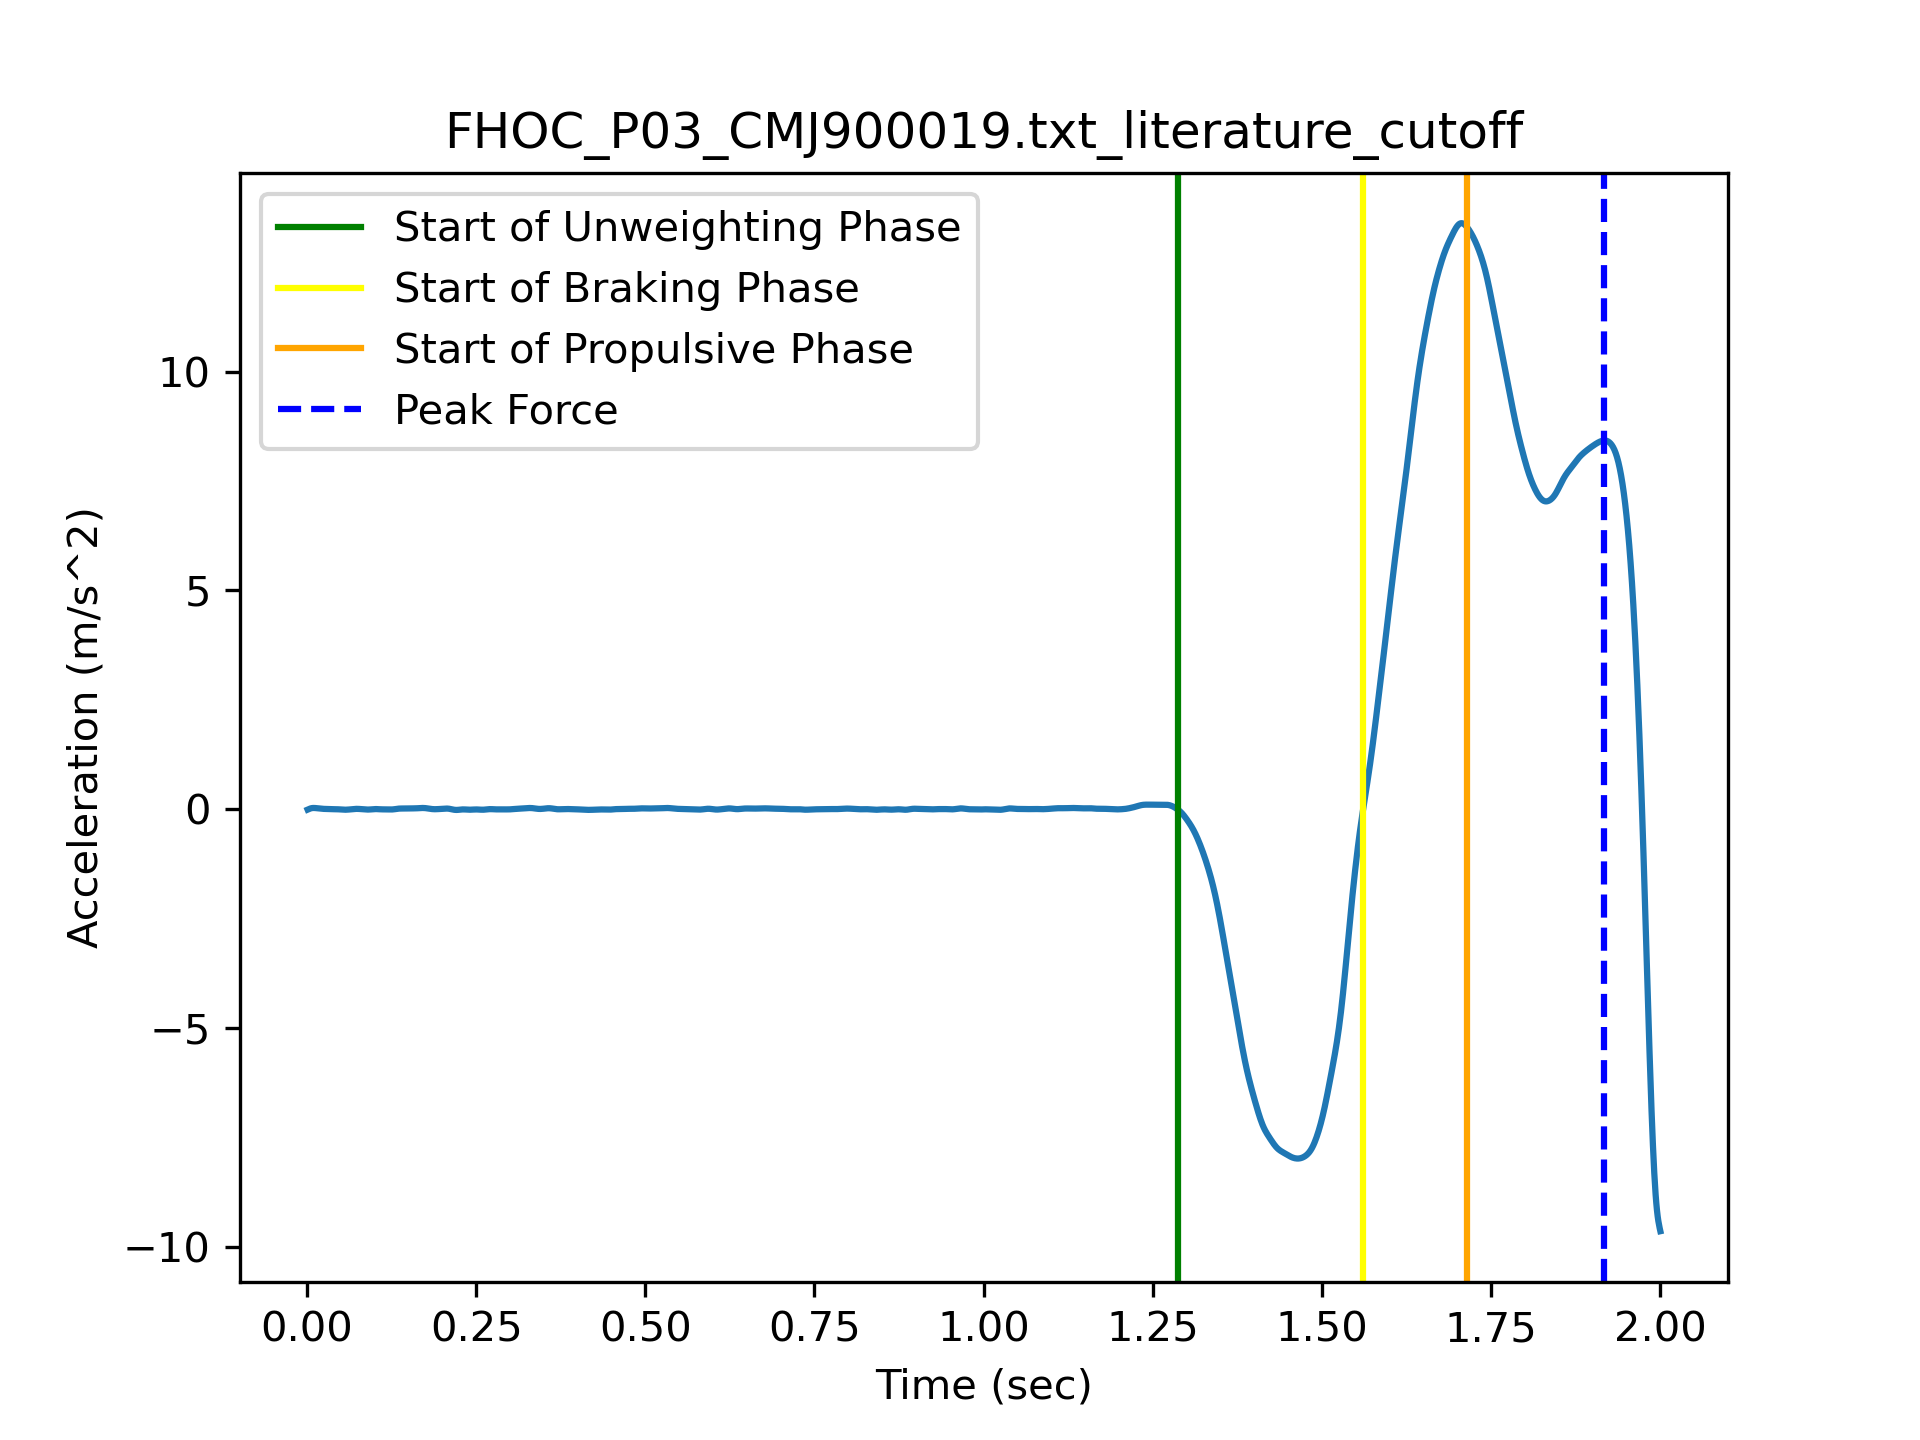 FHOC_P03_CMJ900019.txt_literature_cutoff
Start of Unweighting Phase
Start of Braking Phase
Start of Propulsive Phase
Peak Force
10
5
0
−5
−10
Acceleration (m/s^2)
0.00 0.25 0.50 0.75 1.00 1.25 1.50 1.75 2.00
Time (sec)